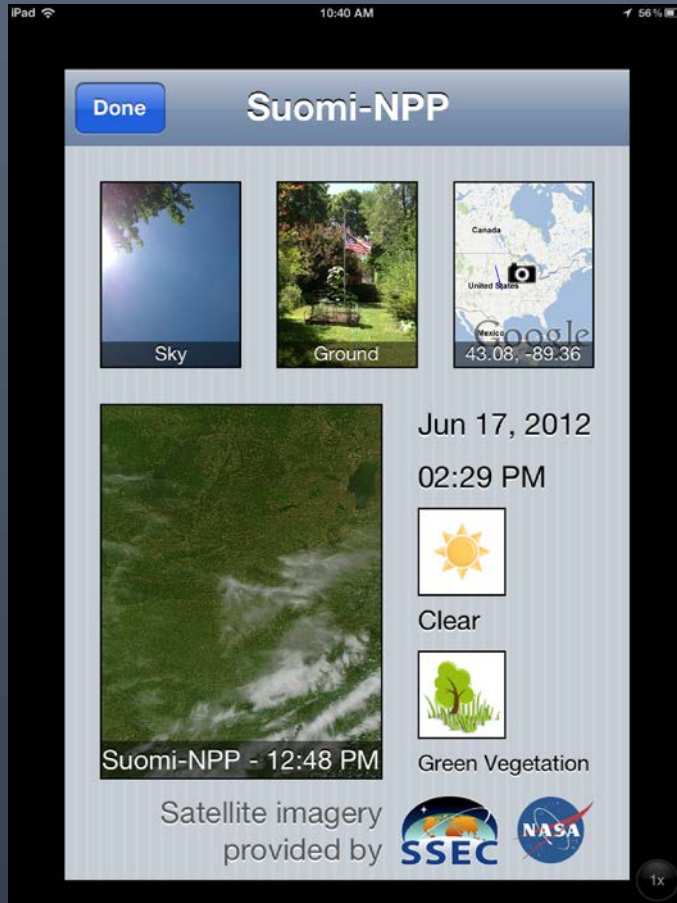 iPad
10:40 AM
56%
Done
Suomi-NPP
Sky
Ground
Canada
United States
Mexico
Google
43.08, -89.36
Jun 17, 2012
02:29 PM
Clear
Suomi-NPP - 12:48 PM
Green Vegetation
Satellite imagery
provided by
SSEC
NASA
1x